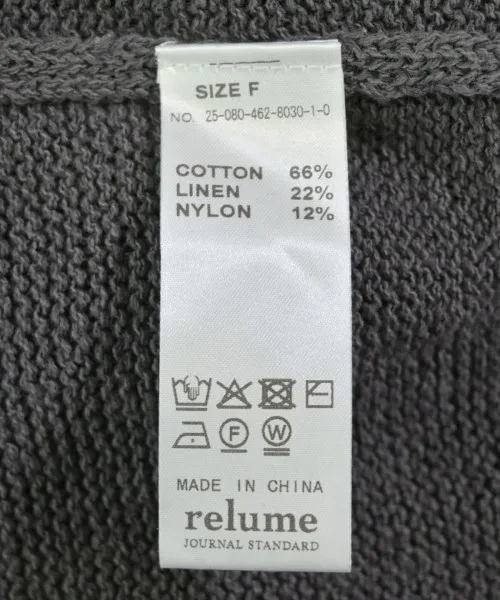 SIZE F
NO. 25-080-462-8030-1-0
COTTON 66%
LINEN 22%
NYLON 12%
F W
MADE IN CHINA
relume
JOURNAL STANDARD